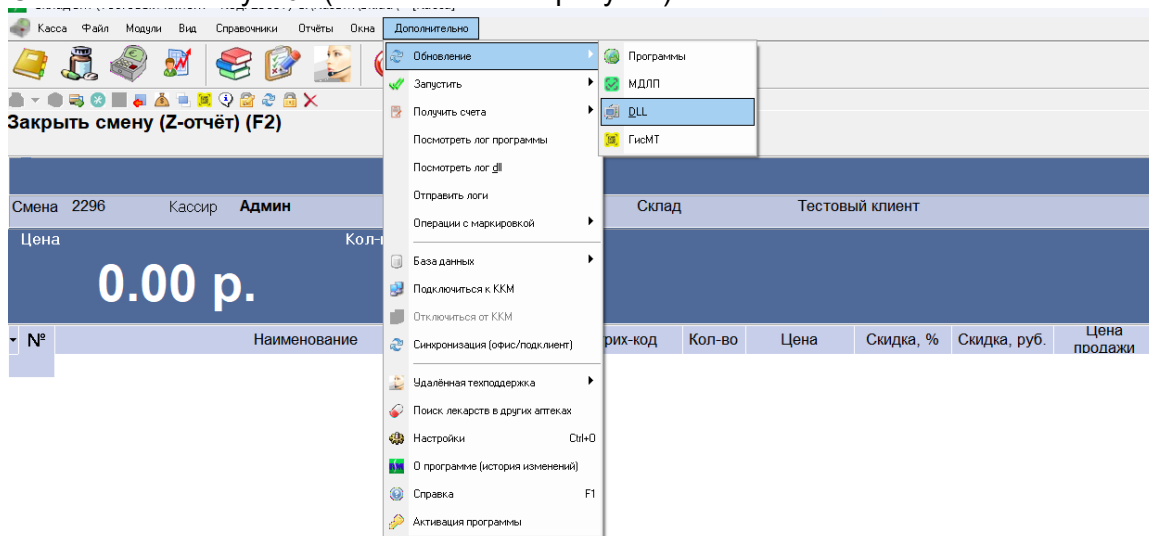 Касса Файл Модули Вид Справочники Отчёты Окна Дополнительно
Обновление
Программы
Запустить
МДЛП
Получить счета
DLL
Закрыть смену (Z-отчёт) (F2)
Посмотреть лог программы
ГисМТ
Посмотреть лог dll
Отправить логи
Смена 2296 Кассир Админ Склад Тестовый клиент
Операции с маркировкой
Цена
База данных
0.00 р.
Подключиться к ККМ
Отключиться от ККМ
№ Наименование рих-код Кол-во Цена Скидка, % Скидка, руб. Цена продажи
Синхронизация (офис/подклиент)
Удалённая техподдержка
Поиск лекарств в других аптеках
Настройки Ctrl+O
О программе (история изменений)
Справка F1
Активация программы